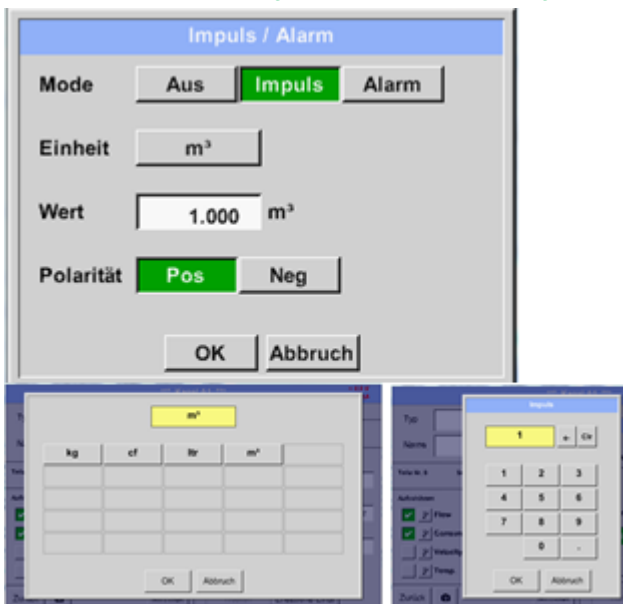 Impuls / Alarm
Mode Aus Impuls Alarm
Einheit m³
Wert 1.000 m³
Polarität Pos Neg
OK Abbruch
m³
kg cf ltr m³
OK Abbruch
Impuls
Typ
Name
1 <- Clr
1 2 3
4 5 6
7 8 9
0 .
Flow
Temp.
OK Abbruch
Zurück